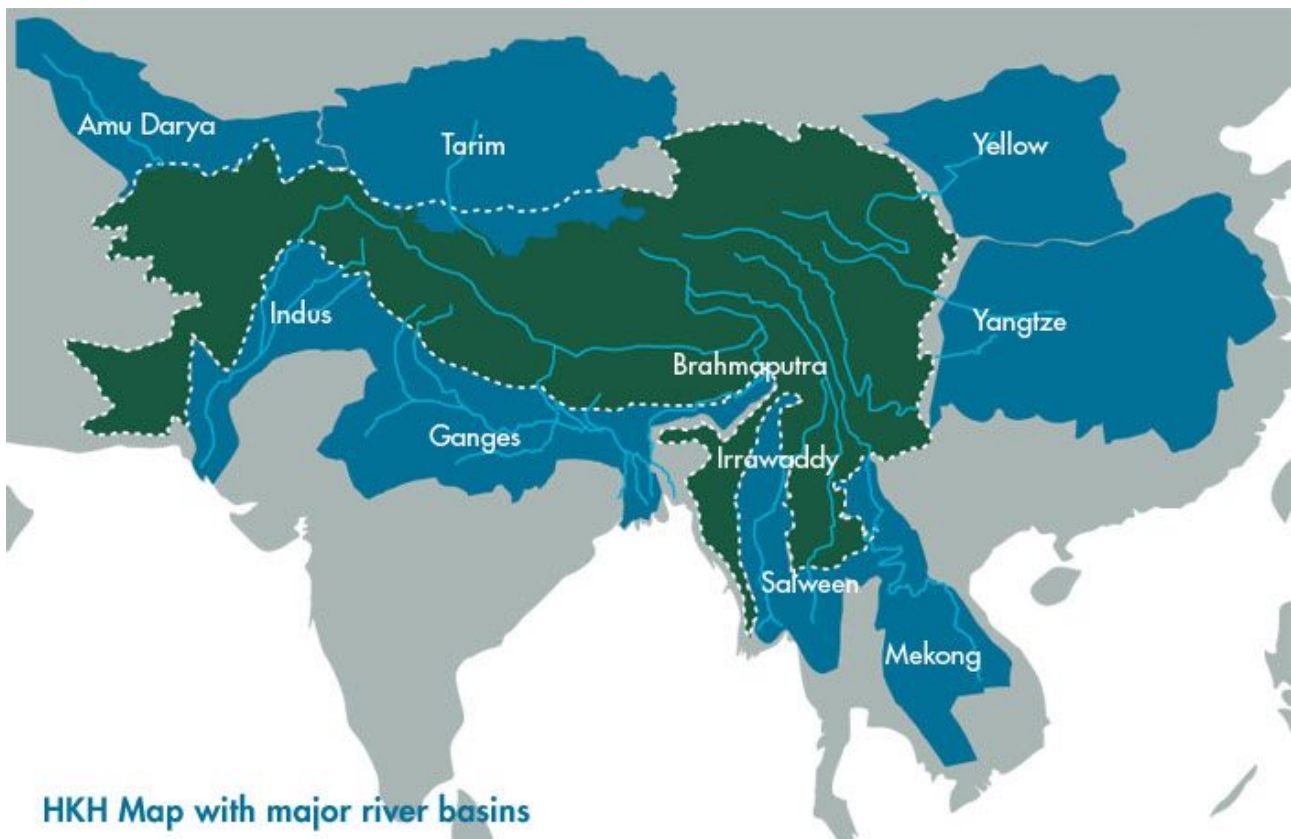 Amu Darya
Tarim
Yellow
Indus
Yangtze
Brahmaputra
Ganges
Irrawaddy
Salween
Mekong
HKH Map with major river basins